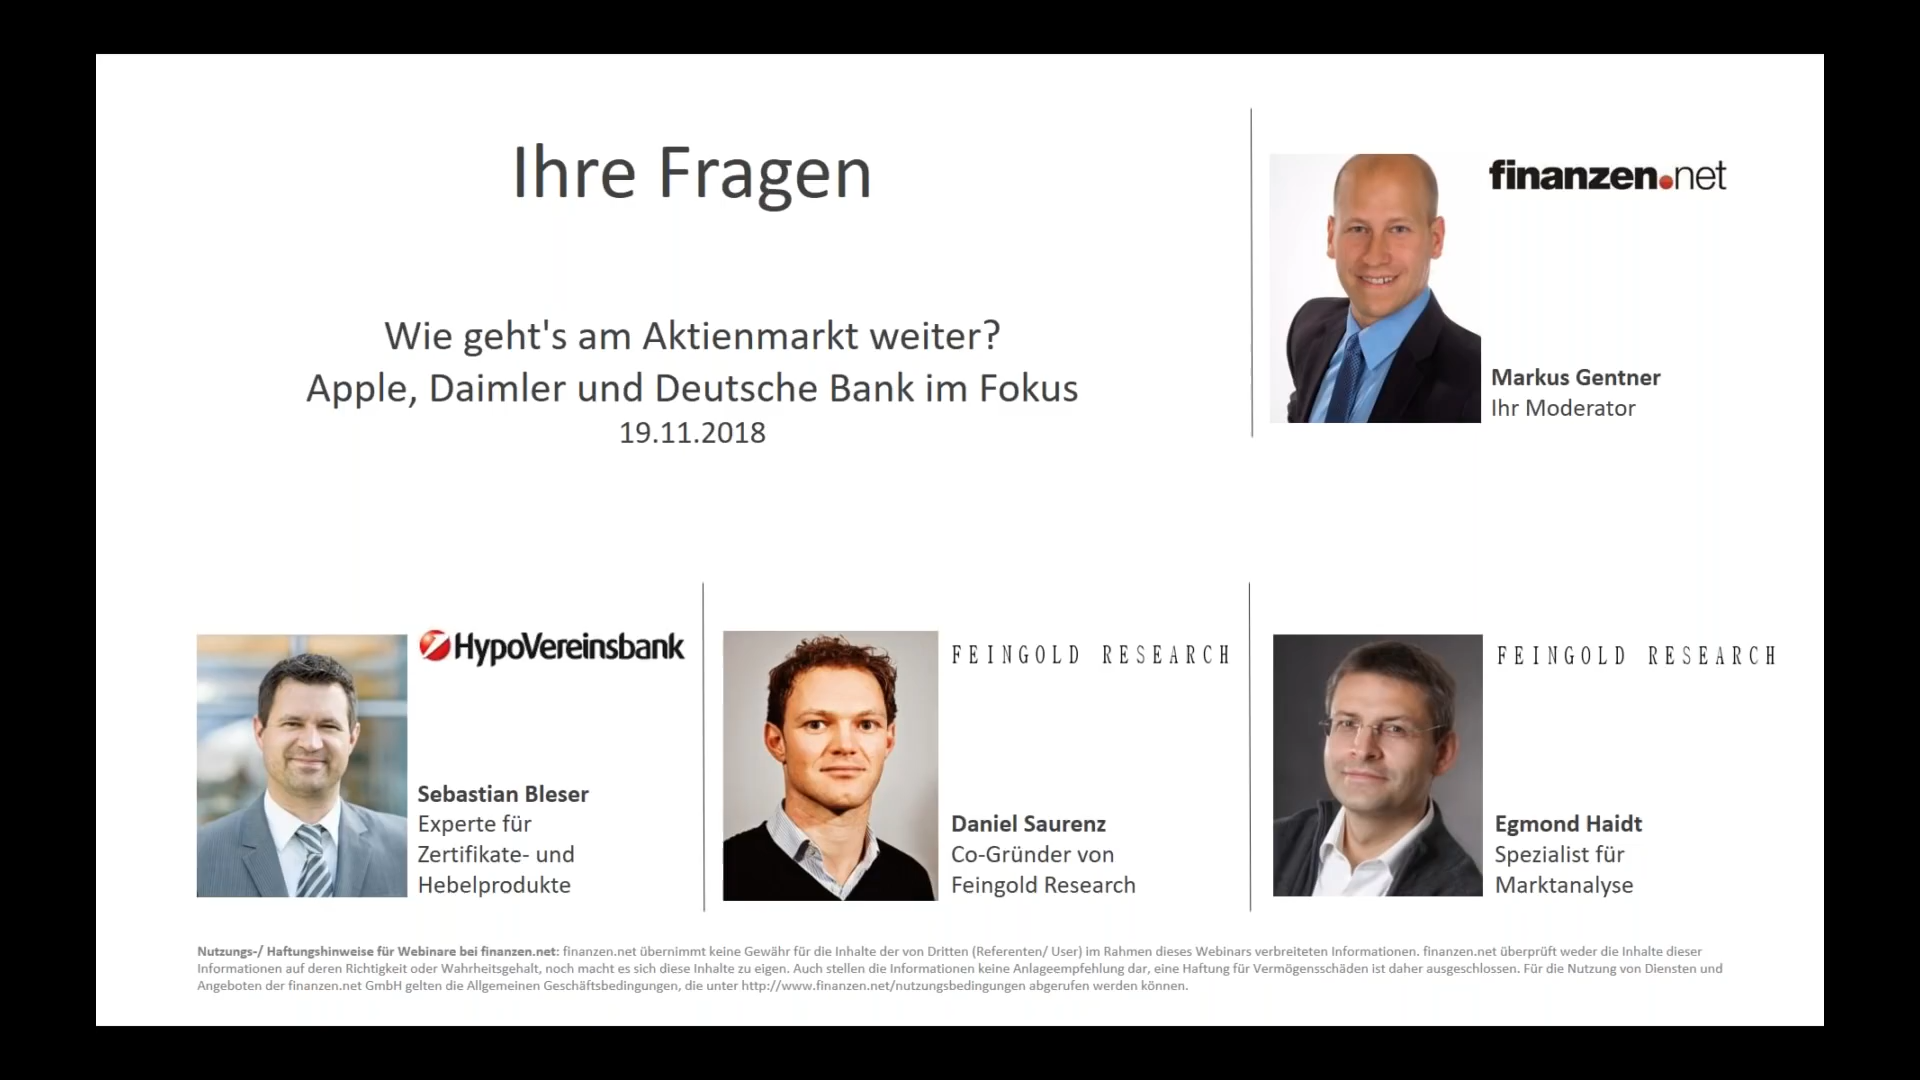 Ihre Fragen
Wie geht's am Aktienmarkt weiter?
Apple, Daimler und Deutsche Bank im Fokus
19.11.2018
finanzen.net
Markus Gentner
Ihr Moderator
HypoVereinsbank
Sebastian Bleser
Experte für
Zertifikate- und
Hebelprodukte
FEINGOLD RESEARCH
Daniel Saurenz
Co-Gründer von
Feingold Research
FEINGOLD RESEARCH
Egmond Haidt
Spezialist für
Marktanalyse
Nutzungs-/ Haftungshinweise für Webinare bei finanzen.net: finanzen.net übernimmt keine Gewähr für die Inhalte der von Dritten (Referenten/ User) im Rahmen dieses Webinars verbreiteten Informationen. finanzen.net überprüft weder die Inhalte dieser
Informationen auf deren Richtigkeit oder Wahrheitsgehalt, noch macht es sich diese Inhalte zu eigen. Auch stellen die Informationen keine Anlageempfehlung dar, eine Haftung für Vermögensschäden ist daher ausgeschlossen. Für die Nutzung von Diensten und
Angeboten der finanzen.net GmbH gelten die Allgemeinen Geschäftsbedingungen, die unter http://www.finanzen.net/nutzungsbedingungen abgerufen werden können.